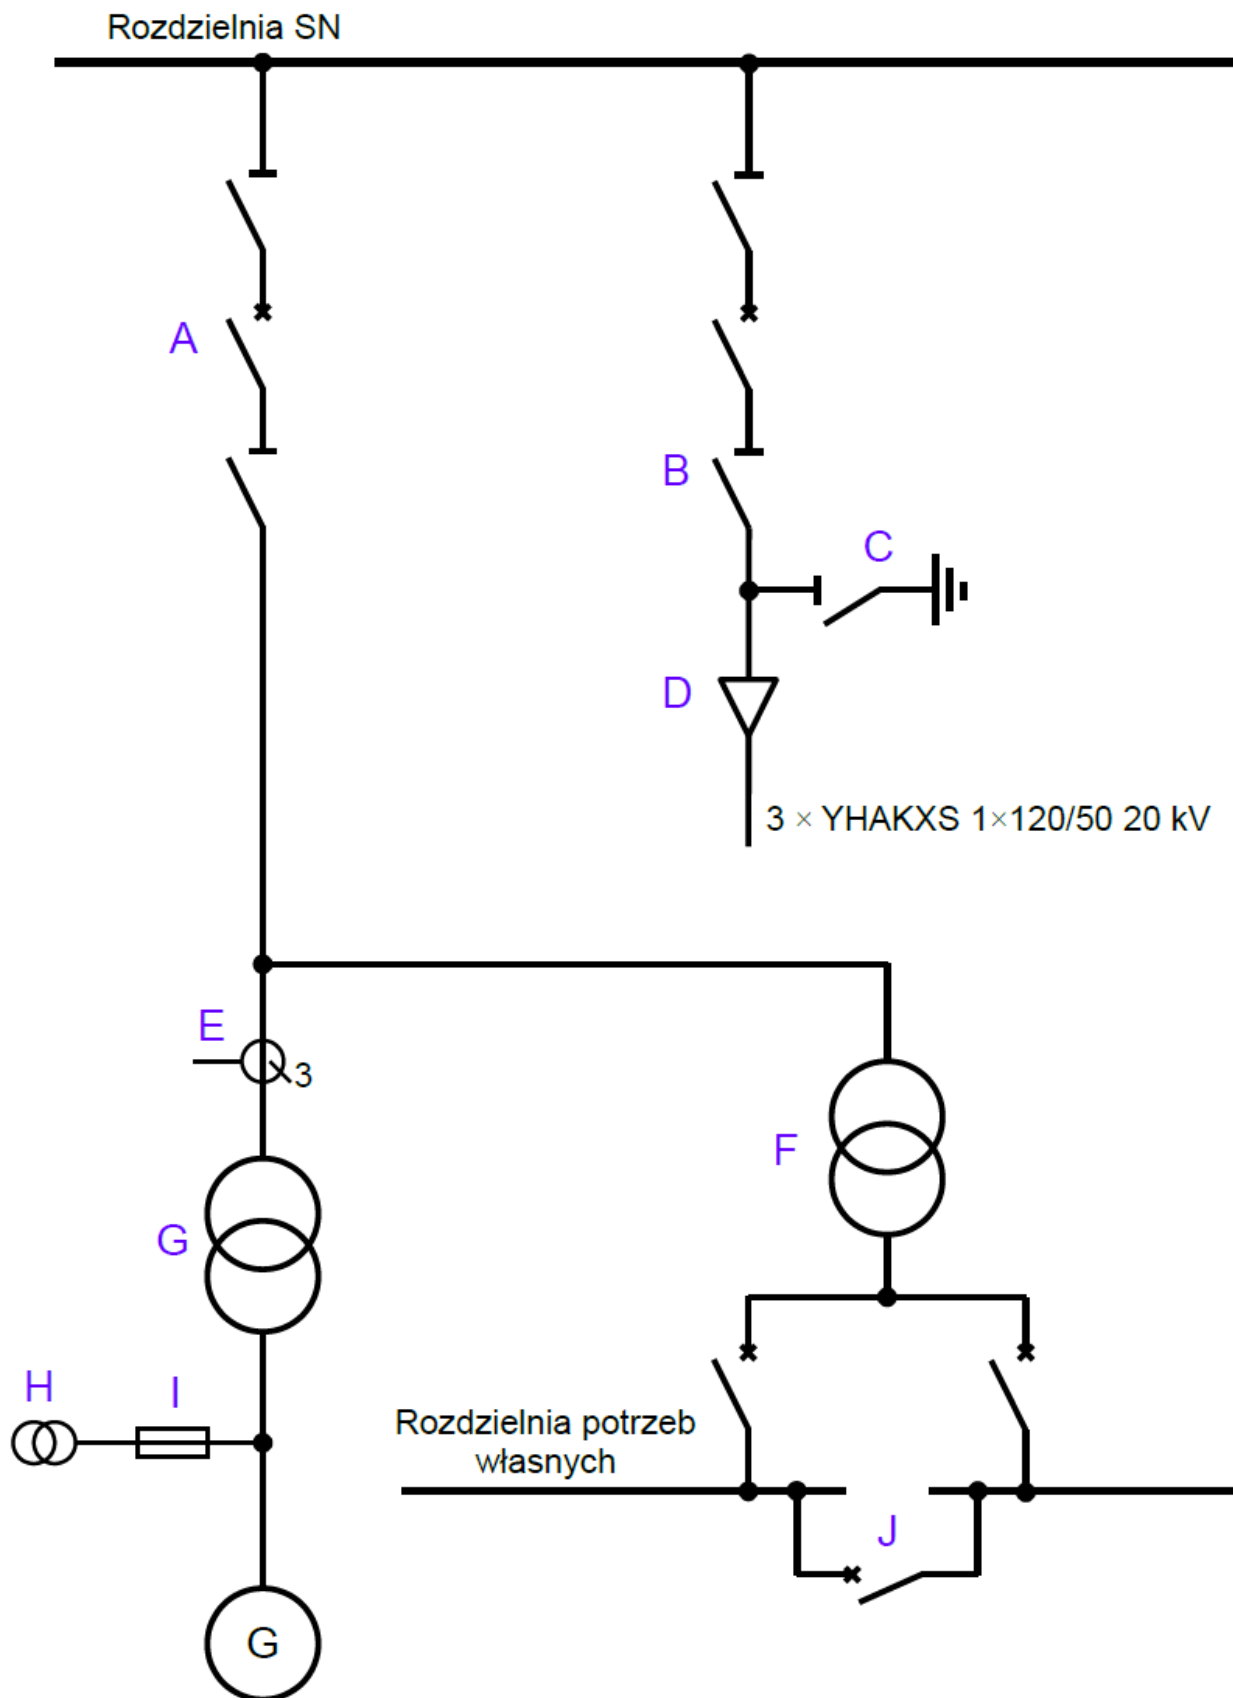 Rozdzielnia SN
A
B
C
D
3 × YHAKXS 1×120/50 20 kV
E
3
F
G
H
I
Rozdzielnia potrzeb
własnych
J
G